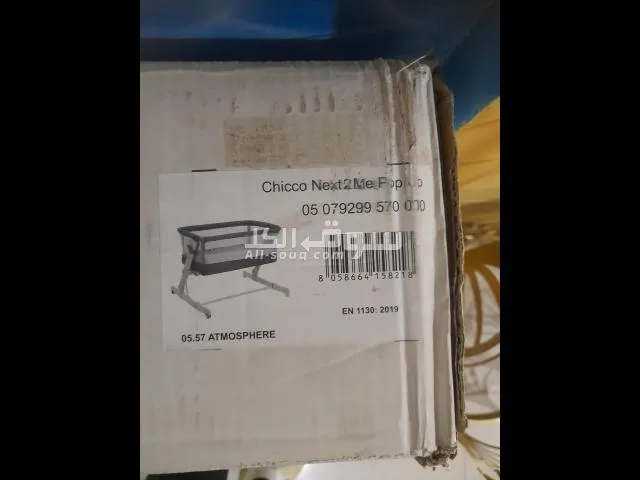 Chicco Next2Me Pop Up
05 079299 570 000
سوق الكل
All-souq.com
8 058664 158218
EN 1130: 2019
05.57 ATMOSPHERE